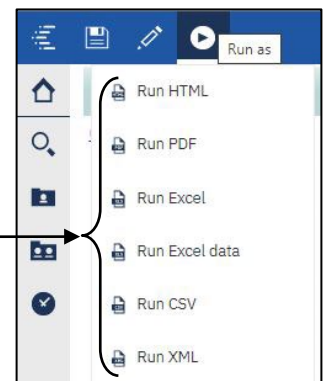 Run as
Run HTML
Run PDF
Run Excel
Run Excel data
Run CSV
Run XML